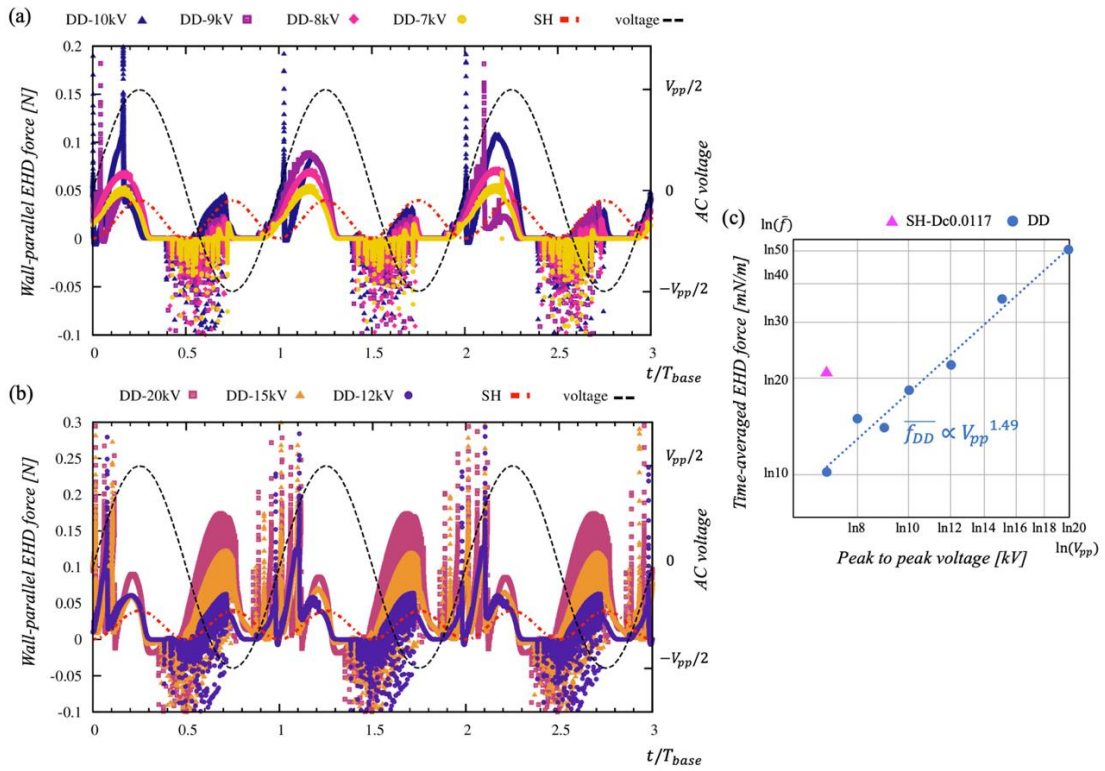 (a)
DD-10kV DD-9kV DD-8kV DD-7kV SH voltage
Wall-parallel EHD force [N]
0.2
0.15
0.1
0.05
0
-0.05
-0.1
V_pp/2
0
−V_pp/2
AC voltage
0 0.5 1 1.5 2 2.5 3
t/T_base
(b)
DD-20kV DD-15kV DD-12kV SH voltage
Wall-parallel EHD force [N]
0.3
0.25
0.2
0.15
0.1
0.05
0
-0.05
-0.1
V_pp/2
0
−V_pp/2
AC voltage
0 0.5 1 1.5 2 2.5 3
t/T_base
(c)
ln(f̄)
SH-Dc0.0117 DD
Time-averaged EHD force [mN/m]
ln50
ln40
ln30
ln20
ln10
\overline{f_DD} ∝ V_pp^1.49
ln8 ln10 ln12 ln14 ln16 ln18 ln20
ln(V_pp)
Peak to peak voltage [kV]